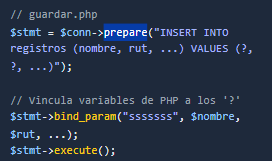 // guardar.php
$stmt = $conn->prepare("INSERT INTO
registros (nombre, rut, ...) VALUES (?,
?, ...)");
// Vincula variables de PHP a los '?'
$stmt->bind_param("sssssss", $nombre,
$rut, ...);
$stmt->execute();